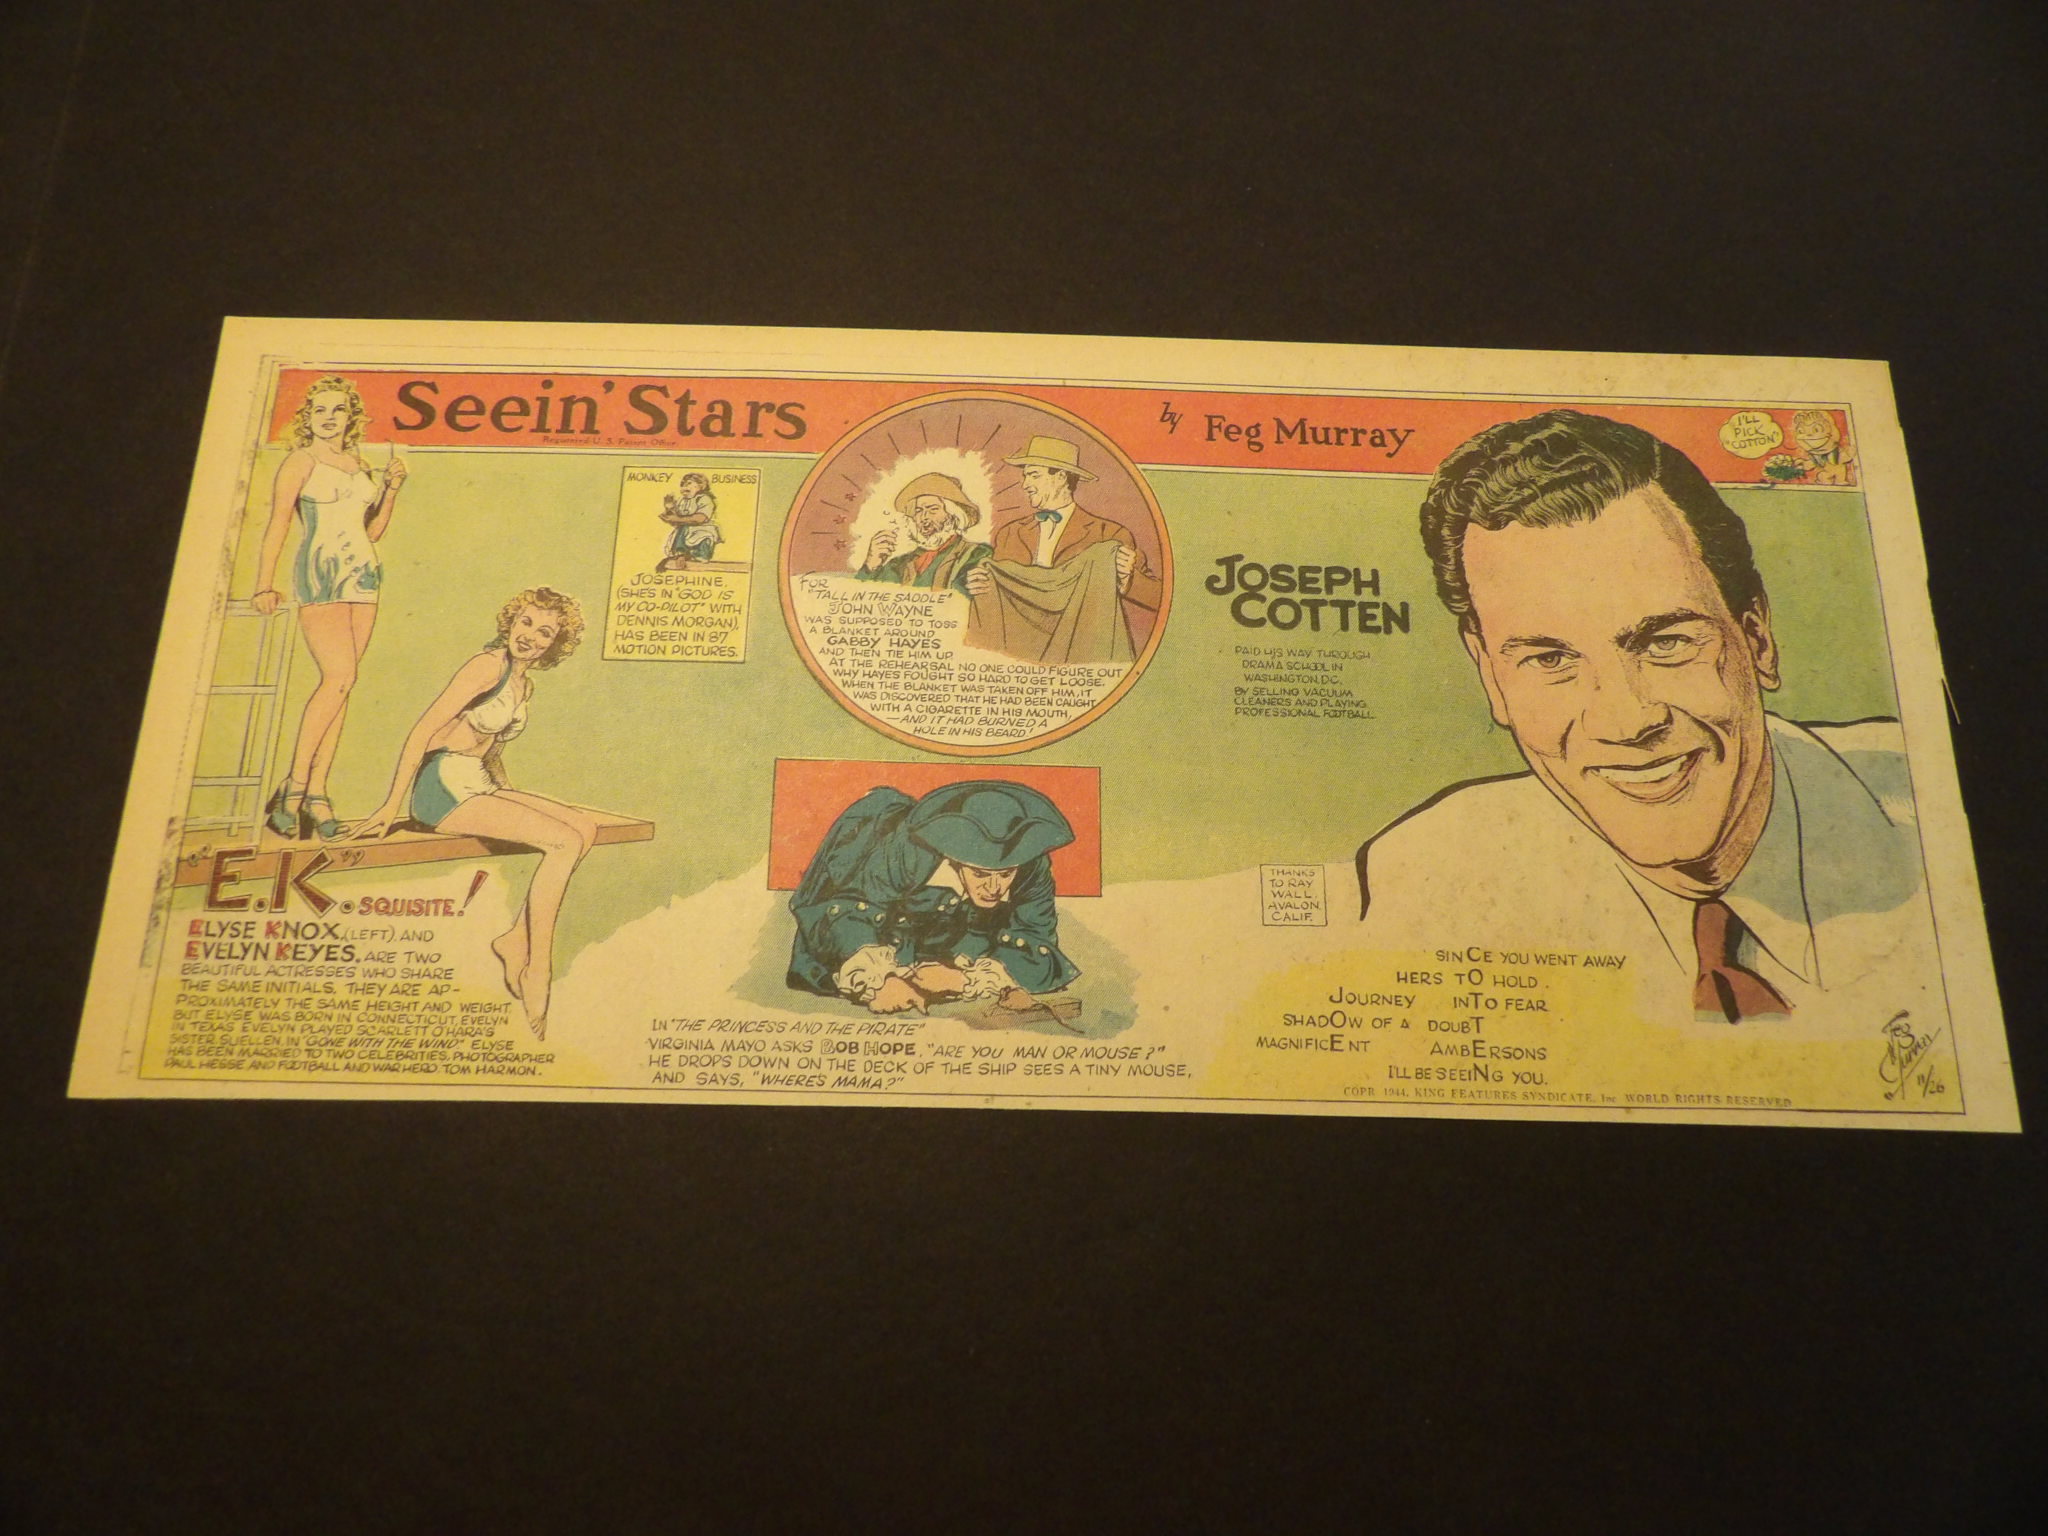 Seein' Stars
Registered U. S. Patent Office
by Feg Murray
I'LL
PICK
"COTTON"
MONKEY BUSINESS
JOSEPHINE,
(SHE'S IN "GOD IS
MY CO-PILOT" WITH
DENNIS MORGAN),
HAS BEEN IN 87
MOTION PICTURES.
FOR
"TALL IN THE SADDLE"
JOHN WAYNE
WAS SUPPOSED TO TOSS
A BLANKET AROUND
GABBY HAYES
AND THEN TIE HIM UP.
AT THE REHEARSAL NO ONE COULD FIGURE OUT
WHY HAYES FOUGHT SO HARD TO GET LOOSE.
WHEN THE BLANKET WAS TAKEN OFF HIM, IT
WAS DISCOVERED THAT HE HAD BEEN CAUGHT
WITH A CIGARETTE IN HIS MOUTH,
—AND IT HAD BURNED A
HOLE IN HIS BEARD!
JOSEPH
COTTEN
PAID HIS WAY THROUGH
DRAMA SCHOOL IN
WASHINGTON, D.C.
BY SELLING VACUUM
CLEANERS AND PLAYING
PROFESSIONAL FOOTBALL.
"E.K."
SQUISITE!
ELYSE KNOX, (LEFT), AND
EVELYN KEYES, ARE TWO
BEAUTIFUL ACTRESSES WHO SHARE
THE SAME INITIALS. THEY ARE AP-
PROXIMATELY THE SAME HEIGHT AND WEIGHT,
BUT ELYSE WAS BORN IN CONNECTICUT, EVELYN
IN TEXAS. EVELYN PLAYED SCARLETT O'HARA'S
SISTER, SUELLEN, IN "GONE WITH THE WIND". ELYSE
HAS BEEN MARRIED TO TWO CELEBRITIES, PHOTOGRAPHER
PAUL HESSE AND FOOTBALL AND WAR HERO, TOM HARMON.
IN "THE PRINCESS AND THE PIRATE"
VIRGINIA MAYO ASKS BOB HOPE, "ARE YOU MAN OR MOUSE?"
HE DROPS DOWN ON THE DECK OF THE SHIP SEES A TINY MOUSE,
AND SAYS, "WHERE'S MAMA?"
THANKS
TO RAY
WALL,
AVALON,
CALIF.
SINCE YOU WENT AWAY
HERS TO HOLD.
JOURNEY INTO FEAR
SHADOW OF A DOUBT
MAGNIFICENT AMBERSONS
I'LL BE SEEING YOU.
COPR. 1944, KING FEATURES SYNDICATE, Inc. WORLD RIGHTS RESERVED
Feg
Murray
11/26